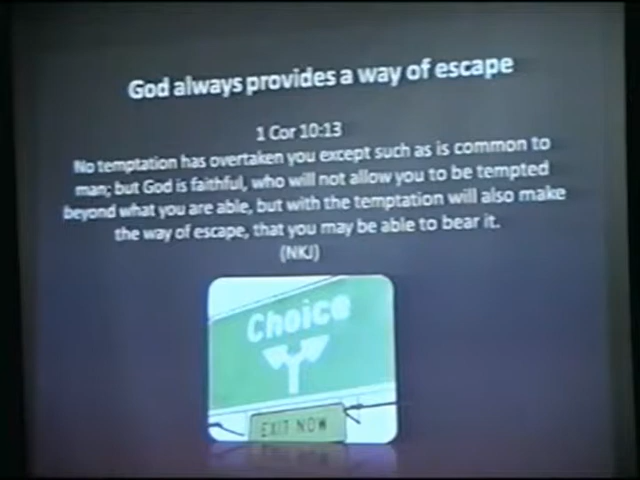 God always provides a way of escape
1 Cor 10:13
No temptation has overtaken you except such as is common to
man; but God is faithful, who will not allow you to be tempted
beyond what you are able, but with the temptation will also make
the way of escape, that you may be able to bear it.
(NKJ)
Choice
EXIT NOW